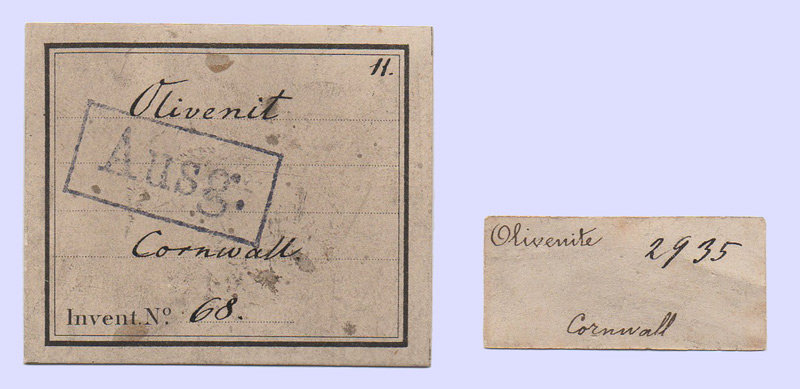 11.
Olivenit
Ausg.
Cornwall
Invent. No. 68.
Olivenite 2935
Cornwall